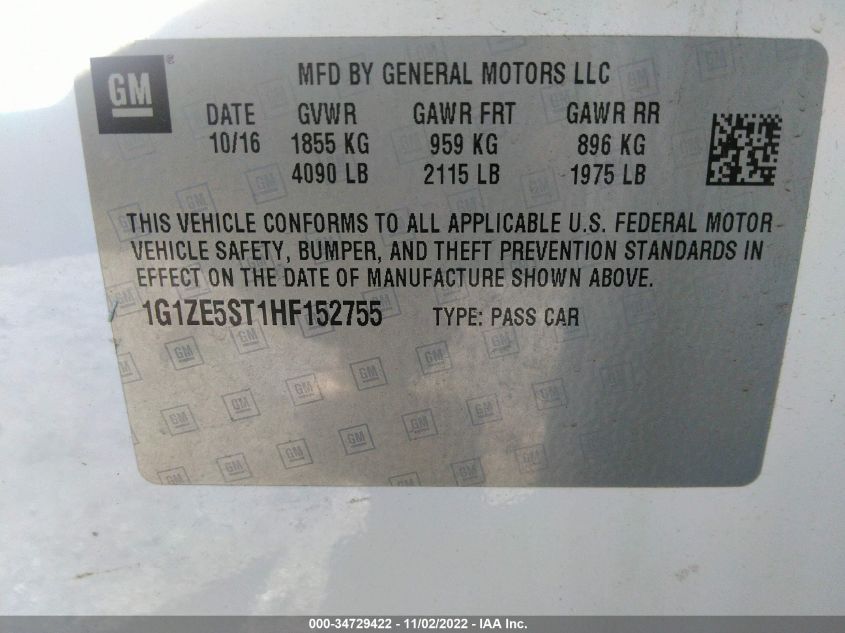 GM ® MFD BY GENERAL MOTORS LLC
DATE GVWR GAWR FRT GAWR RR
10/16 1855 KG 959 KG 896 KG
4090 LB 2115 LB 1975 LB
THIS VEHICLE CONFORMS TO ALL APPLICABLE U.S. FEDERAL MOTOR
VEHICLE SAFETY, BUMPER, AND THEFT PREVENTION STANDARDS IN
EFFECT ON THE DATE OF MANUFACTURE SHOWN ABOVE.
1G1ZE5ST1HF152755 TYPE: PASS CAR
000-34729422 - 11/02/2022 - IAA Inc.